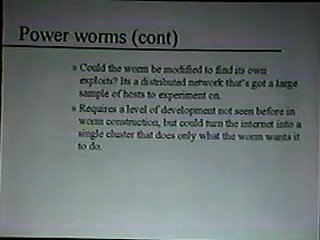 Power worms (cont)
» Could the worm be modified to find its own
exploits? Its a distributed network that's got a large
sample of hosts to experiment on.
» Requires a level of development not seen before in
worm construction, but could turn the internet into a
single cluster that does only what the worm wants it
to do.